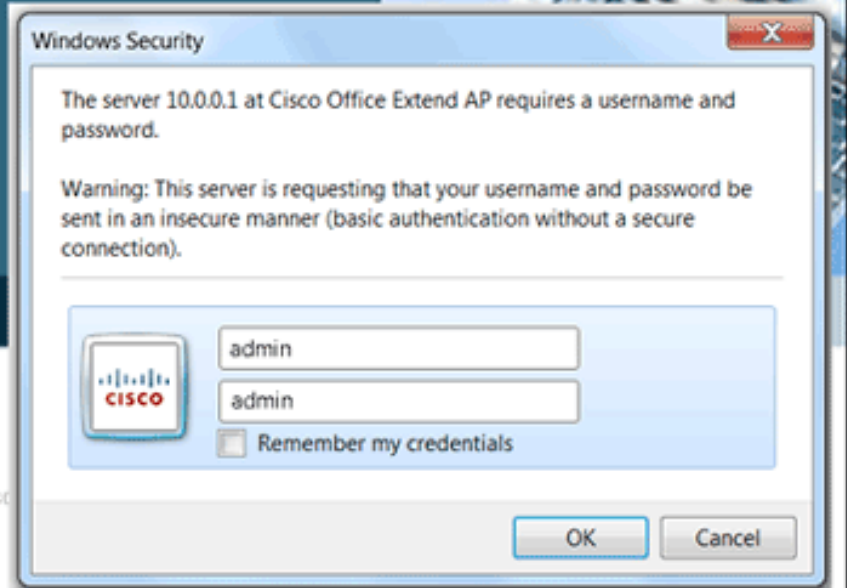 Windows Security
The server 10.0.0.1 at Cisco Office Extend AP requires a username and
password.
Warning: This server is requesting that your username and password be
sent in an insecure manner (basic authentication without a secure
connection).
admin
CISCO
admin
Remember my credentials
OK Cancel